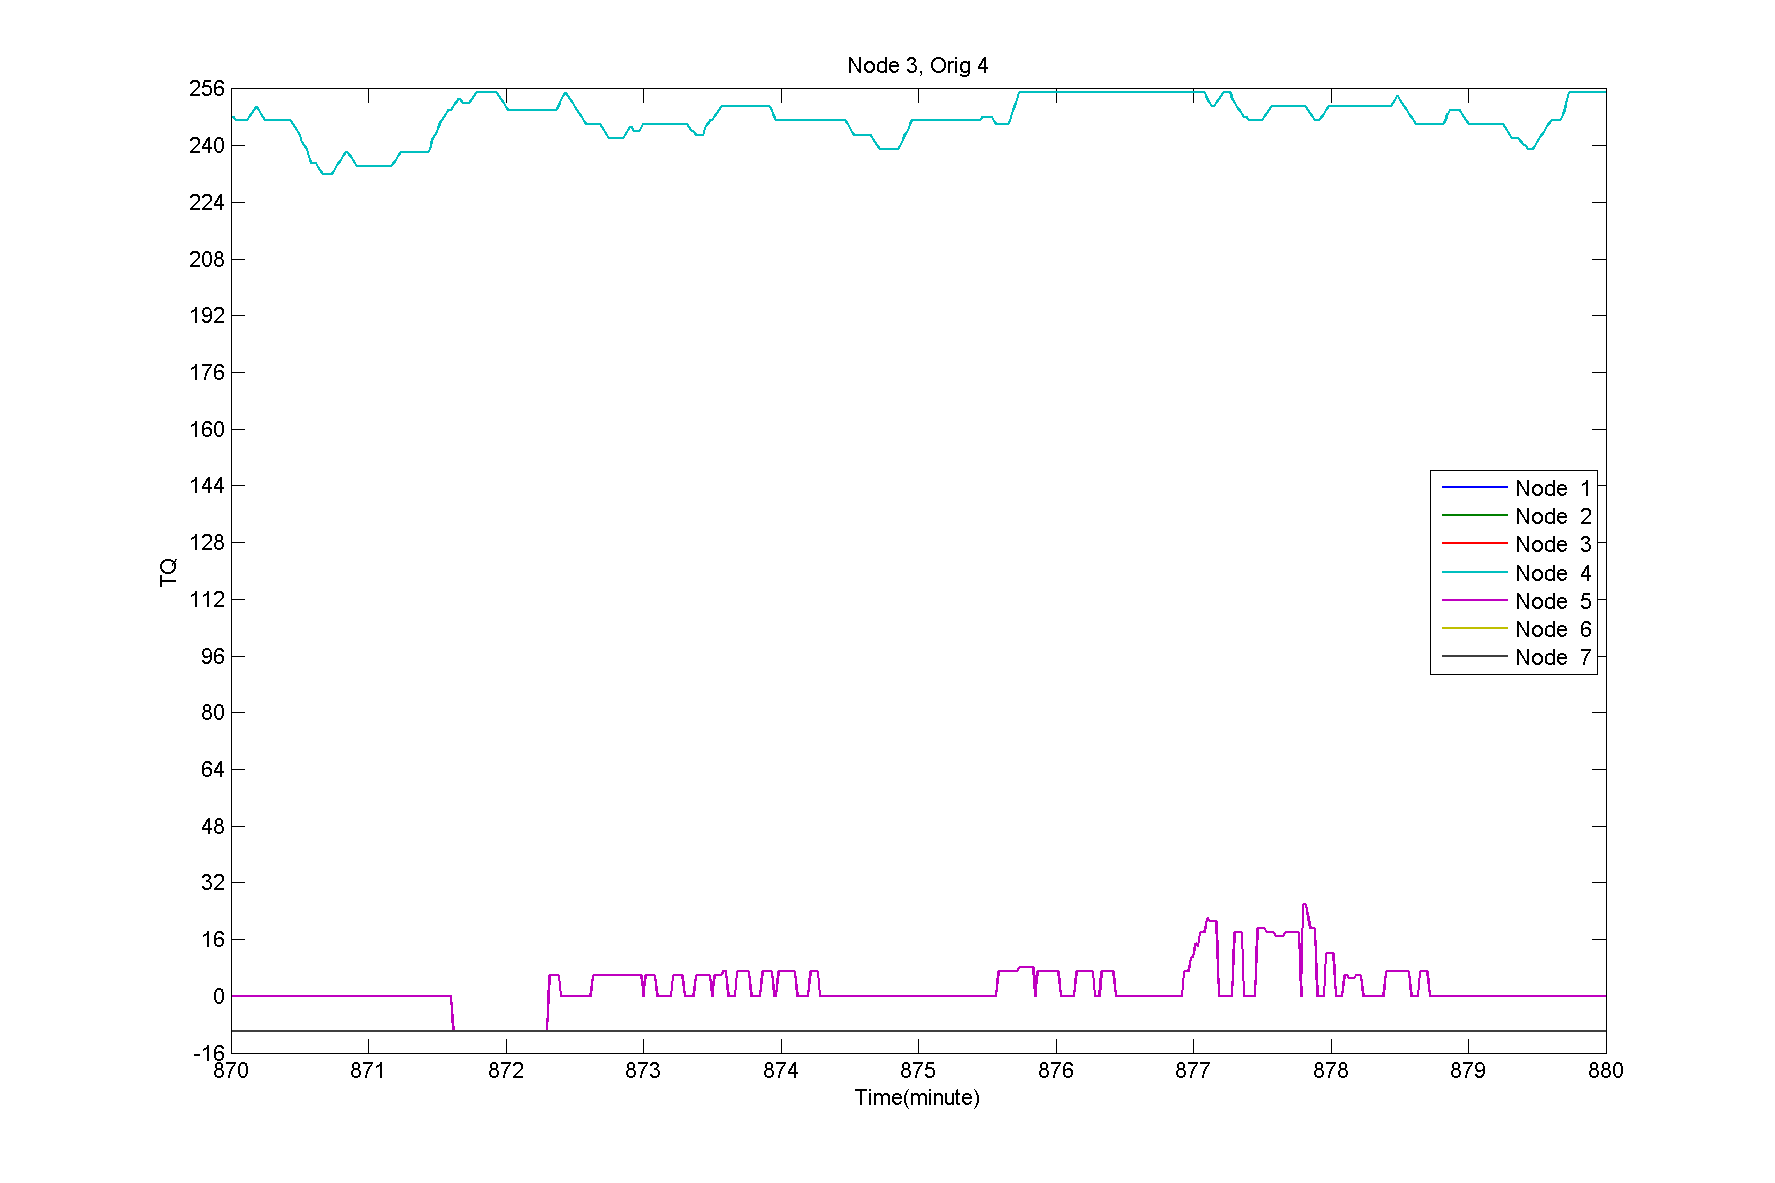 Node 3, Orig 4
256
240
224
208
192
176
160
144
128
112
96
80
64
48
32
16
0
-16
TQ
Node 1
Node 2
Node 3
Node 4
Node 5
Node 6
Node 7
870 871 872 873 874 875 876 877 878 879 880
Time(minute)